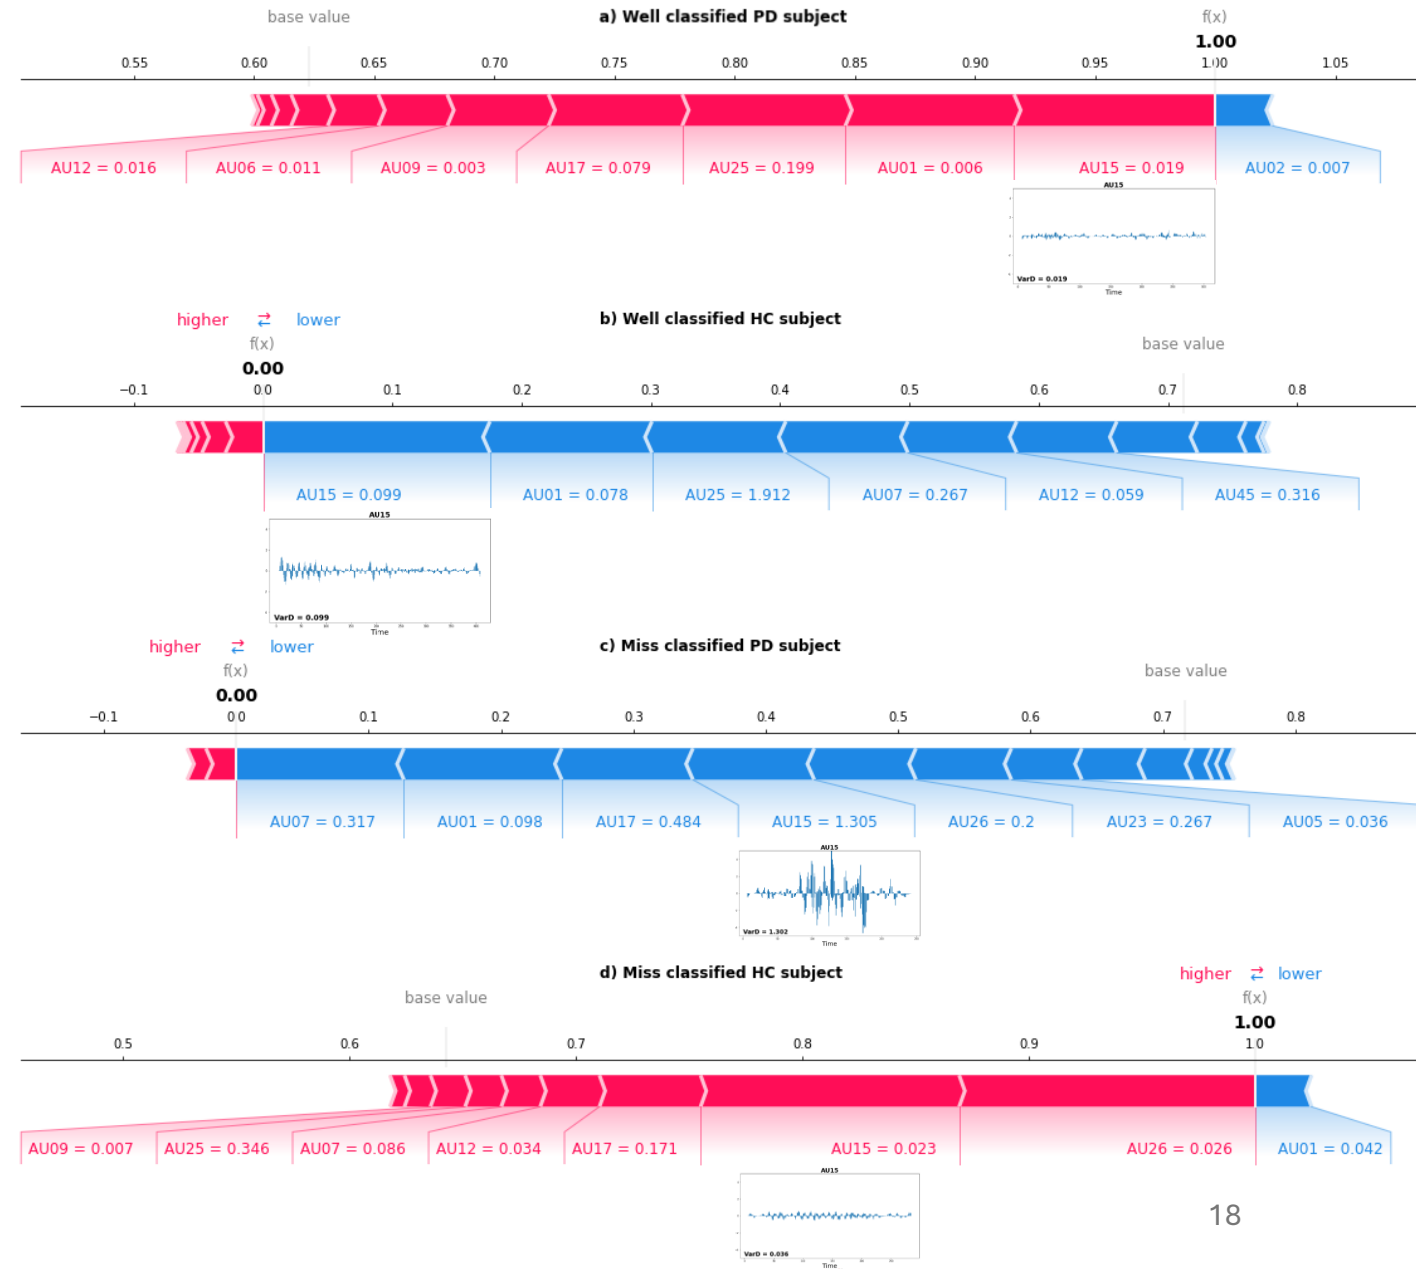 base value
a) Well classified PD subject
f(x)
1.00
0.55 0.60 0.65 0.70 0.75 0.80 0.85 0.90 0.95 1.00 1.05
AU12 = 0.016 AU06 = 0.011 AU09 = 0.003 AU17 = 0.079 AU25 = 0.199 AU01 = 0.006 AU15 = 0.019 AU02 = 0.007
AU15
VarD = 0.019
Time
b) Well classified HC subject
higher ⇄ lower
f(x)
base value
0.00
−0.1 0.0 0.1 0.2 0.3 0.4 0.5 0.6 0.7 0.8
AU15 = 0.099 AU01 = 0.078 AU25 = 1.912 AU07 = 0.267 AU12 = 0.059 AU45 = 0.316
AU15
VarD = 0.099
Time
c) Miss classified PD subject
higher ⇄ lower
f(x)
base value
0.00
−0.1 0.0 0.1 0.2 0.3 0.4 0.5 0.6 0.7 0.8
AU07 = 0.317 AU01 = 0.098 AU17 = 0.484 AU15 = 1.305 AU26 = 0.2 AU23 = 0.267 AU05 = 0.036
AU15
VarD = 1.302
Time
d) Miss classified HC subject
higher ⇄ lower
base value
f(x)
1.00
0.5 0.6 0.7 0.8 0.9 1.0
AU09 = 0.007 AU25 = 0.346 AU07 = 0.086 AU12 = 0.034 AU17 = 0.171 AU15 = 0.023 AU26 = 0.026 AU01 = 0.042
AU15
VarD = 0.036
Time
18